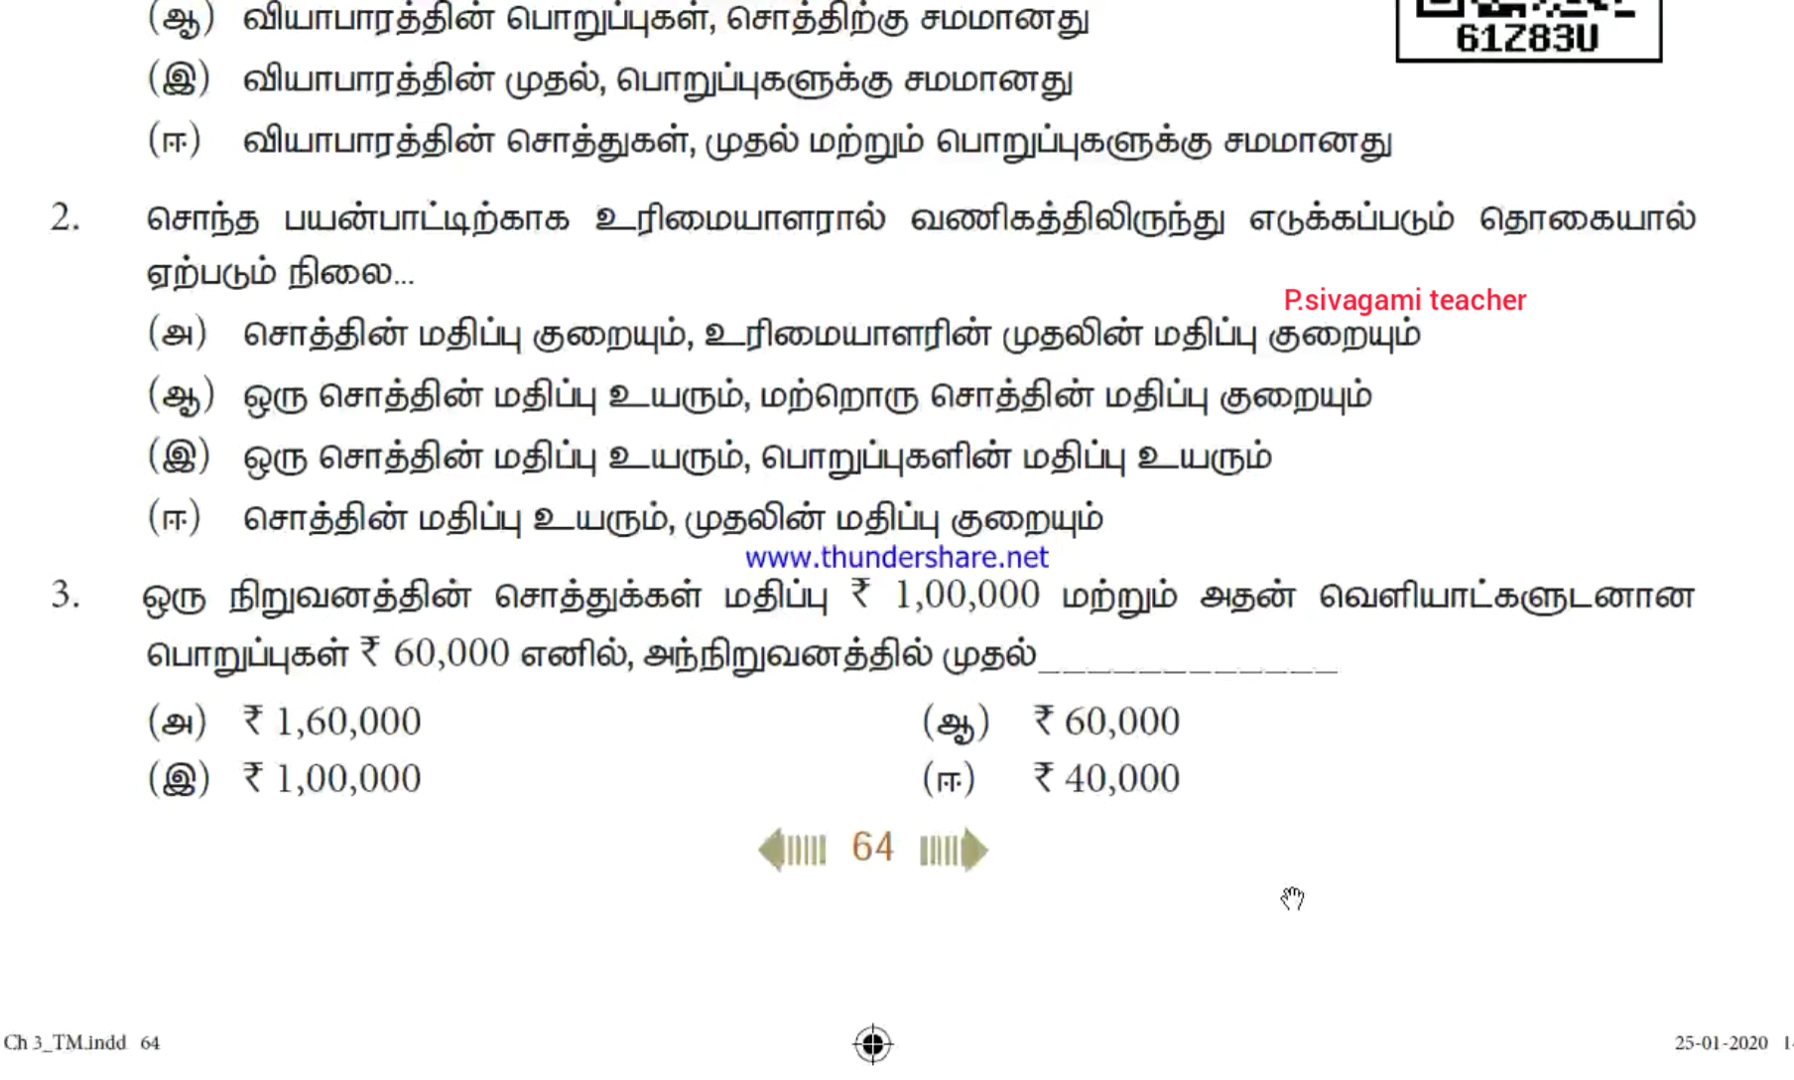 (ஆ) வியாபாரத்தின் பொறுப்புகள், சொத்திற்கு சமமானது
61Z83U
(இ) வியாபாரத்தின் முதல், பொறுப்புகளுக்கு சமமானது
(ஈ) வியாபாரத்தின் சொத்துகள், முதல் மற்றும் பொறுப்புகளுக்கு சமமானது
2. சொந்த பயன்பாட்டிற்காக உரிமையாளரால் வணிகத்திலிருந்து எடுக்கப்படும் தொகையால்
ஏற்படும் நிலை...
P.sivagami teacher
(அ) சொத்தின் மதிப்பு குறையும், உரிமையாளரின் முதலின் மதிப்பு குறையும்
(ஆ) ஒரு சொத்தின் மதிப்பு உயரும், மற்றொரு சொத்தின் மதிப்பு குறையும்
(இ) ஒரு சொத்தின் மதிப்பு உயரும், பொறுப்புகளின் மதிப்பு உயரும்
(ஈ) சொத்தின் மதிப்பு உயரும், முதலின் மதிப்பு குறையும்
www.thundershare.net
3. ஒரு நிறுவனத்தின் சொத்துக்கள் மதிப்பு ₹ 1,00,000 மற்றும் அதன் வெளியாட்களுடனான
பொறுப்புகள் ₹ 60,000 எனில், அந்நிறுவனத்தில் முதல்____________
(அ) ₹ 1,60,000 (ஆ) ₹ 60,000
(இ) ₹ 1,00,000 (ஈ) ₹ 40,000
64
Ch 3_TM.indd 64 25-01-2020